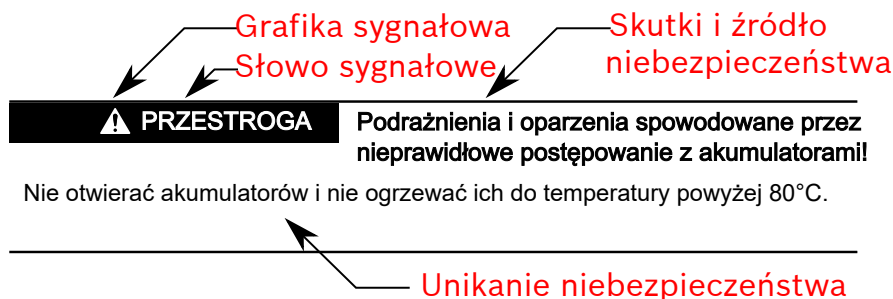 Grafika sygnałowa
Skutki i źródło
Słowo sygnałowe
niebezpieczeństwa
PRZESTROGA
Podrażnienia i oparzenia spowodowane przez
nieprawidłowe postępowanie z akumulatorami!
Nie otwierać akumulatorów i nie ogrzewać ich do temperatury powyżej 80°C.
Unikanie niebezpieczeństwa